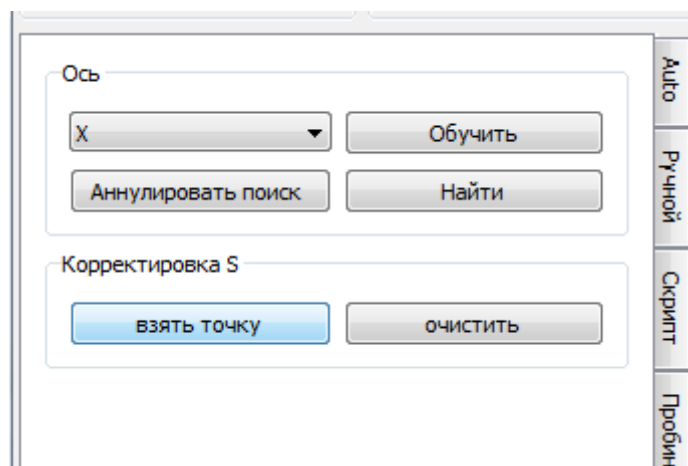 Ось
X
Обучить
Аннулировать поиск
Найти
Корректировка S
взять точку
очистить
Auto
Ручной
Скрипт
Пробин